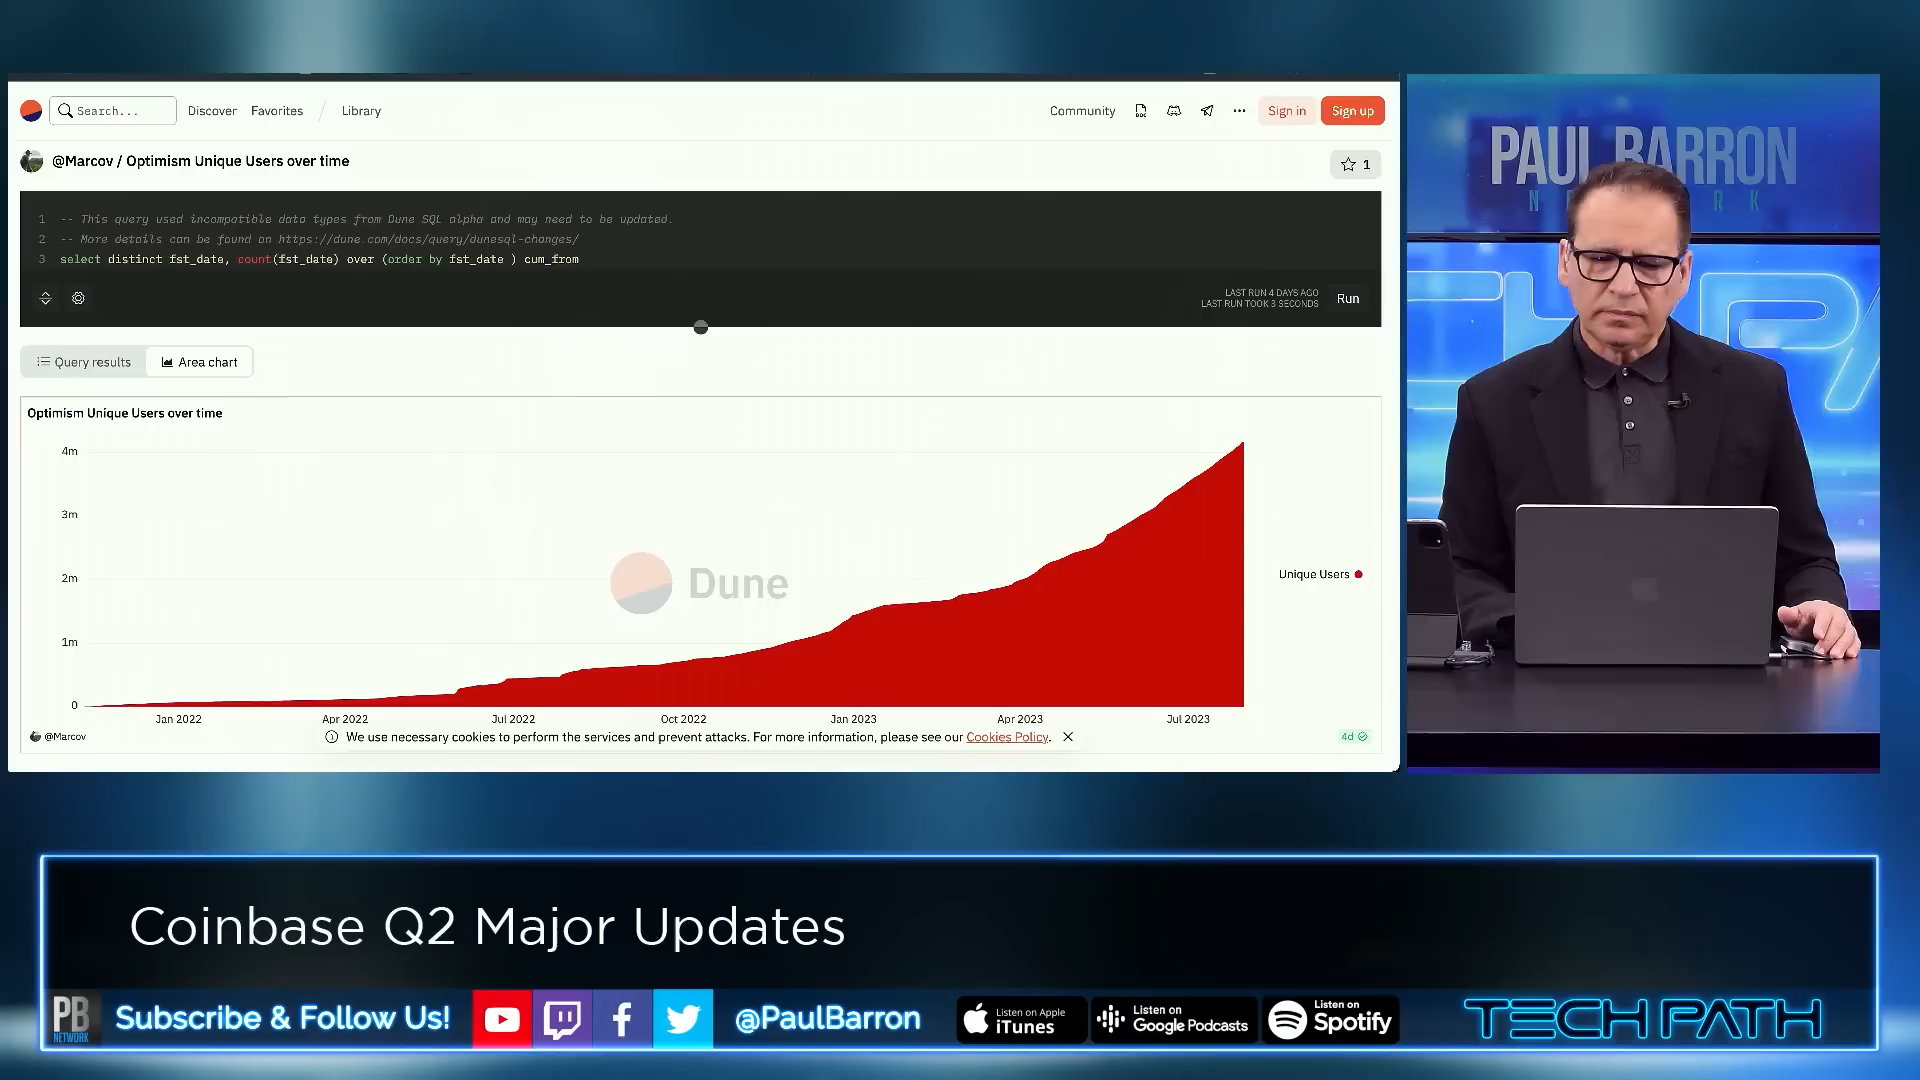 Search...
Discover
Favorites
/
Library
Community
DOC
Sign in
Sign up
@Marcov / Optimism Unique Users over time
1
1 -- This query used incompatible data types from Dune SQL alpha and may need to be updated.
2 -- More details can be found on https://dune.com/docs/query/dunesql-changes/
3 select distinct fst_date, count(fst_date) over (order by fst_date ) cum_from
LAST RUN 4 DAYS AGO
LAST RUN TOOK 3 SECONDS
Run
Query results
Area chart
Optimism Unique Users over time
4m
3m
2m
1m
0
Dune
Unique Users
Jan 2022
Apr 2022
Jul 2022
Oct 2022
Jan 2023
Apr 2023
Jul 2023
@Marcov
We use necessary cookies to perform the services and prevent attacks. For more information, please see our Cookies Policy.
4d
PAUL BARRON
Coinbase Q2 Major Updates
PB
NETWORK
Subscribe & Follow Us!
@PaulBarron
Listen on Apple
iTunes
Listen on
Google Podcasts
Listen on
Spotify
TECH PATH